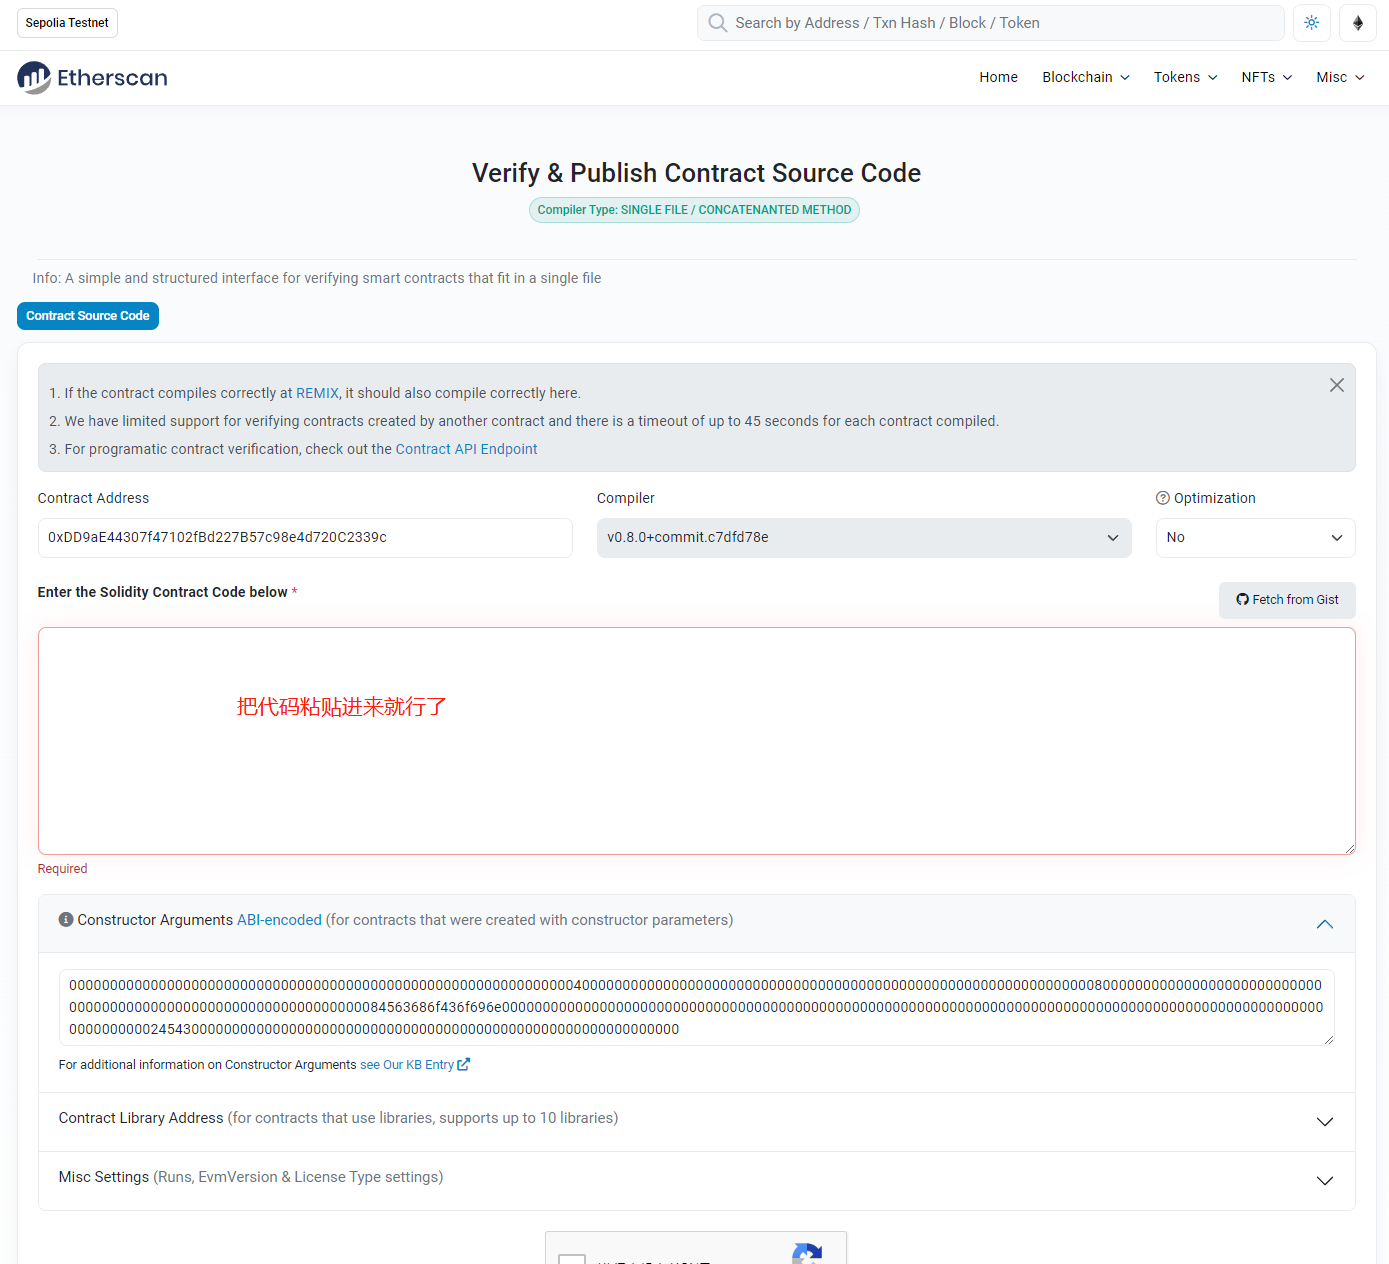 Sepolia Testnet
Search by Address / Txn Hash / Block / Token
Etherscan
Home Blockchain Tokens NFTs Misc
Verify & Publish Contract Source Code
Compiler Type: SINGLE FILE / CONCATENANTED METHOD
Info: A simple and structured interface for verifying smart contracts that fit in a single file
Contract Source Code
1. If the contract compiles correctly at REMIX, it should also compile correctly here.
2. We have limited support for verifying contracts created by another contract and there is a timeout of up to 45 seconds for each contract compiled.
3. For programatic contract verification, check out the Contract API Endpoint
Contract Address Compiler Optimization
0xDD9aE44307f47102fBd227B57c98e4d720C2339c v0.8.0+commit.c7dfd78e No
Enter the Solidity Contract Code below *
Fetch from Gist
把代码粘贴进来就行了
Required
Constructor Arguments ABI-encoded (for contracts that were created with constructor parameters)
For additional information on Constructor Arguments see Our KB Entry
Contract Library Address (for contracts that use libraries, supports up to 10 libraries)
Misc Settings (Runs, EvmVersion & License Type settings)